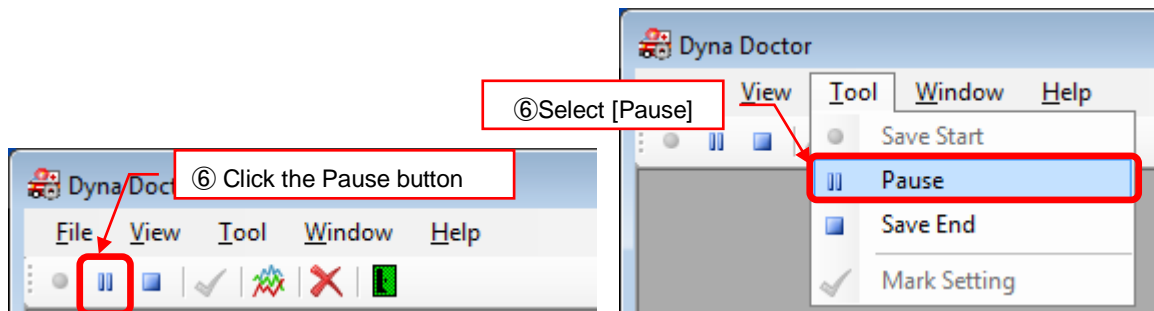 Dyna Doct
⑥ Click the Pause button
File View Tool Window Help
Dyna Doctor
⑥Select [Pause]
View Tool Window Help
Save Start
Pause
Save End
Mark Setting